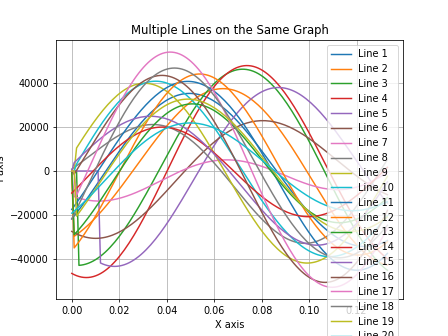 Multiple Lines on the Same Graph
40000
20000
0
−20000
−40000
0.00
0.02
0.04
0.06
0.08
0.10
X axis
Line 1
Line 2
Line 3
Line 4
Line 5
Line 6
Line 7
Line 8
Line 9
Line 10
Line 11
Line 12
Line 13
Line 14
Line 15
Line 16
Line 17
Line 18
Line 19
Line 20